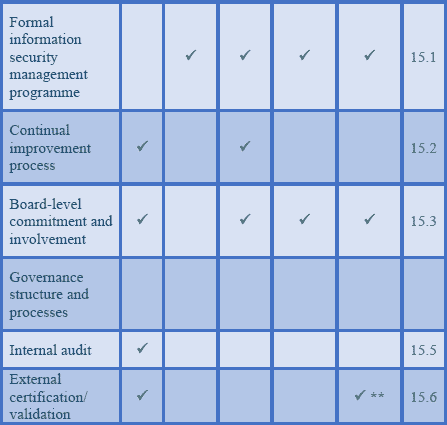 Formal
information
security
management
programme
✓ ✓ ✓ ✓ 15.1
Continual
improvement
process
✓ ✓ 15.2
Board-level
commitment and
involvement
✓ ✓ ✓ ✓ 15.3
Governance
structure and
processes
Internal audit ✓ 15.5
External
certification/
validation
✓ ✓ ** 15.6